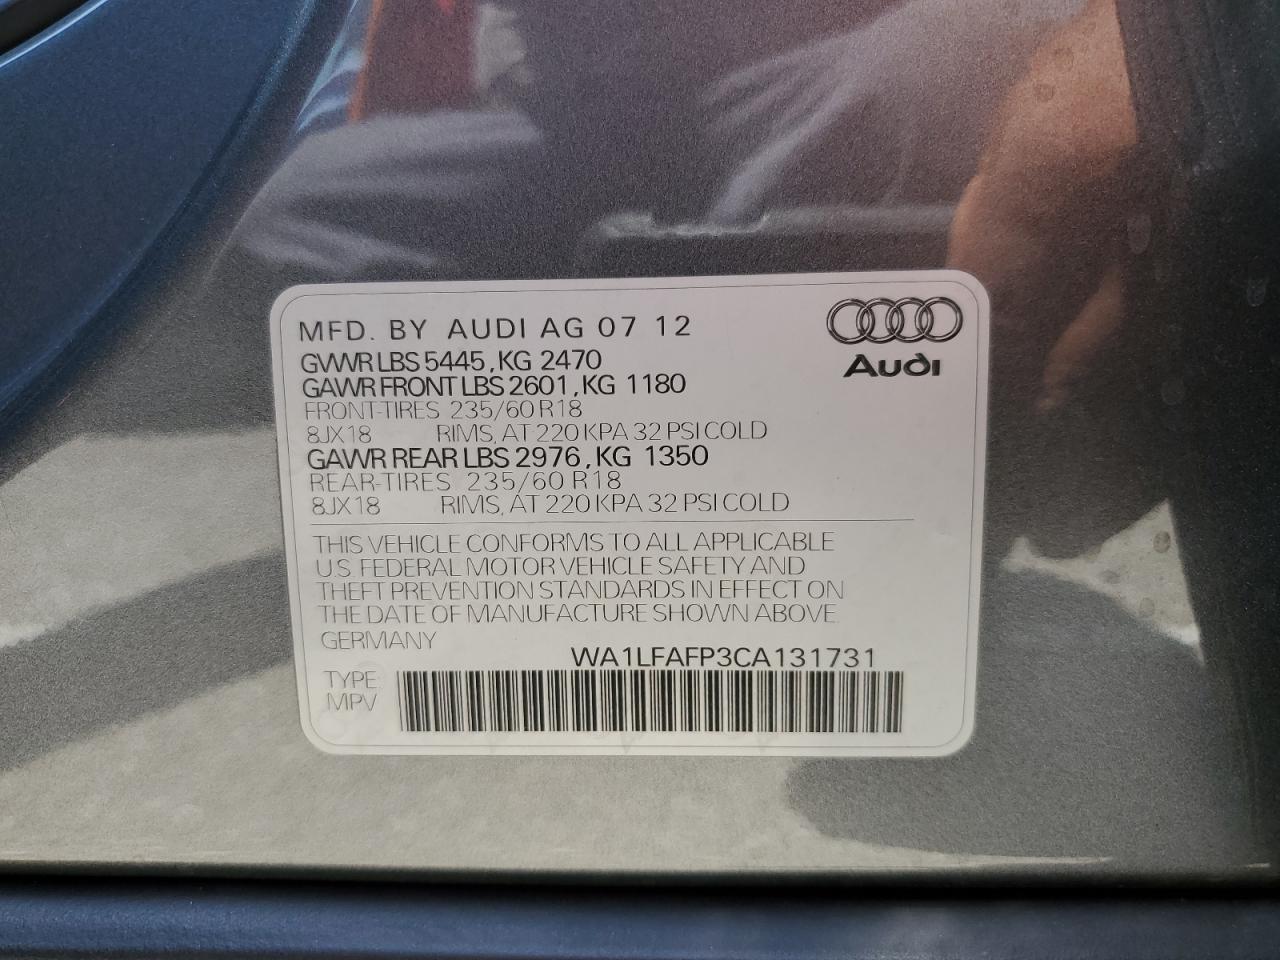 MFD. BY AUDI AG 07 12
GVWR LBS 5445, KG 2470
GAWR FRONT LBS 2601, KG 1180
FRONT-TIRES 235/60 R18
8JX18 RIMS, AT 220 KPA 32 PSI COLD
GAWR REAR LBS 2976, KG 1350
REAR-TIRES 235/60 R18
8JX18 RIMS, AT 220 KPA 32 PSI COLD
Audi
THIS VEHICLE CONFORMS TO ALL APPLICABLE
U.S. FEDERAL MOTOR VEHICLE SAFETY AND
THEFT PREVENTION STANDARDS IN EFFECT ON
THE DATE OF MANUFACTURE SHOWN ABOVE.
GERMANY
WA1LFAFP3CA131731
TYPE:
MPV